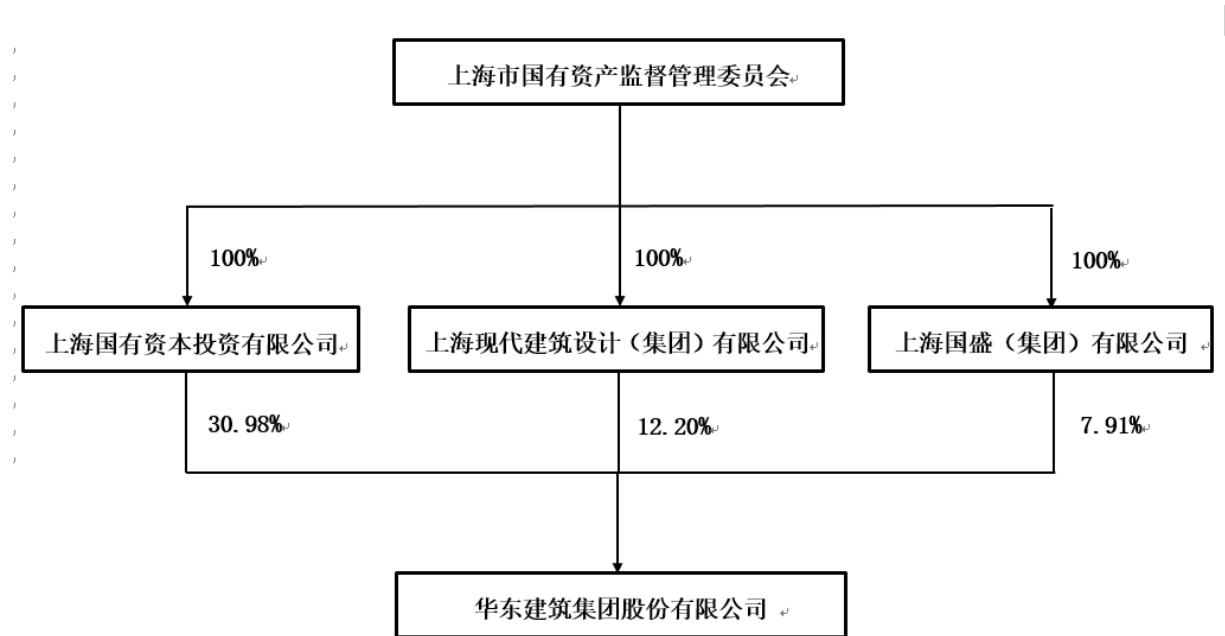 上海市国有资产监督管理委员会
100%
100%
100%
上海国有资本投资有限公司
上海现代建筑设计（集团）有限公司
上海国盛（集团）有限公司
30.98%
12.20%
7.91%
华东建筑集团股份有限公司